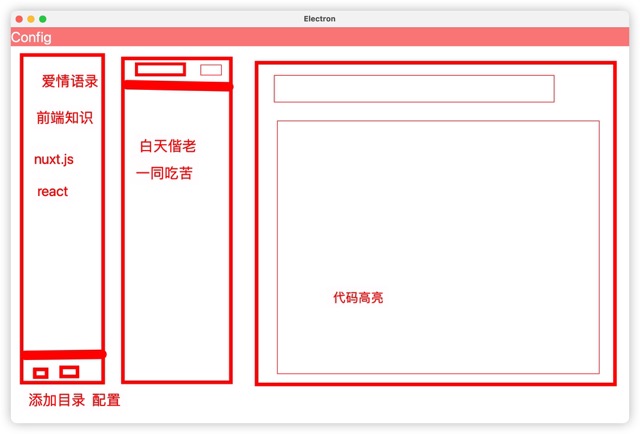 Electron
Config
爱情语录
前端知识
nuxt.js
react
添加目录 配置
白天偕老
一同吃苦
代码高亮